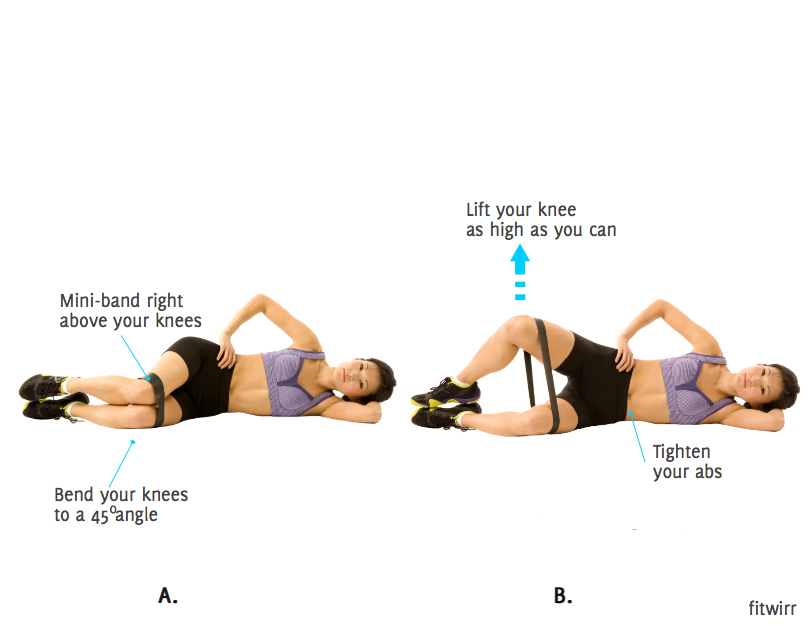 Lift your knee
as high as you can
Mini-band right
above your knees
Tighten
your abs
Bend your knees
to a 45°angle
A.
B.
fitwirr